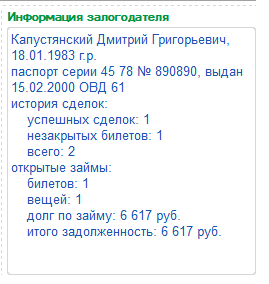 Информация залогодателя
Капустянский Дмитрий Григорьевич,
18.01.1983 г.р.
паспорт серии 45 78 № 890890, выдан
15.02.2000 ОВД 61
история сделок:
успешных сделок: 1
незакрытых билетов: 1
всего: 2
открытые займы:
билетов: 1
вещей: 1
долг по займу: 6 617 руб.
итого задолженность: 6 617 руб.